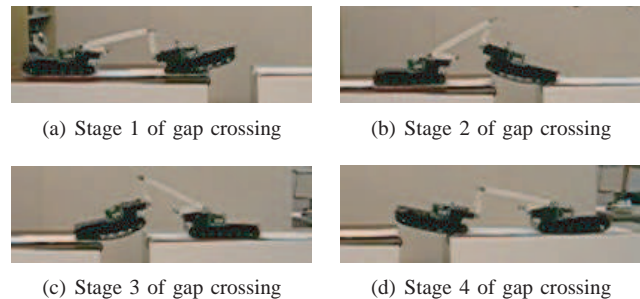 (a) Stage 1 of gap crossing
(b) Stage 2 of gap crossing
(c) Stage 3 of gap crossing
(d) Stage 4 of gap crossing